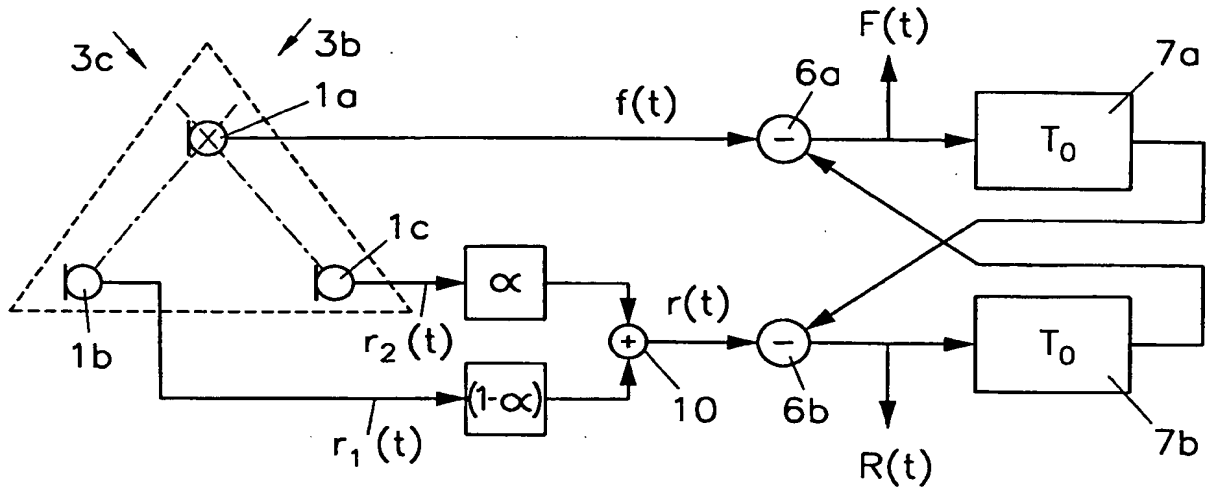 F(t)
3c
3b
6a
7a
1a
f(t)
−
T₀
1c
∝
r(t)
r₂(t)
+
−
T₀
1b
(1-∝)
10
6b
7b
r₁(t)
R(t)